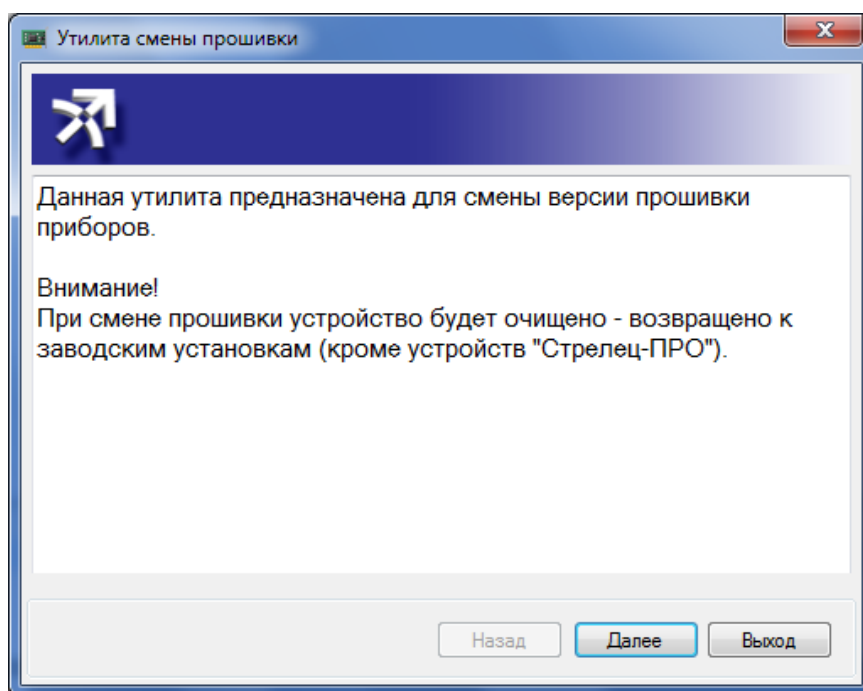 Утилита смены прошивки
Данная утилита предназначена для смены версии прошивки
приборов.
Внимание!
При смене прошивки устройство будет очищено - возвращено к
заводским установкам (кроме устройств "Стрелец-ПРО").
Назад
Далее
Выход